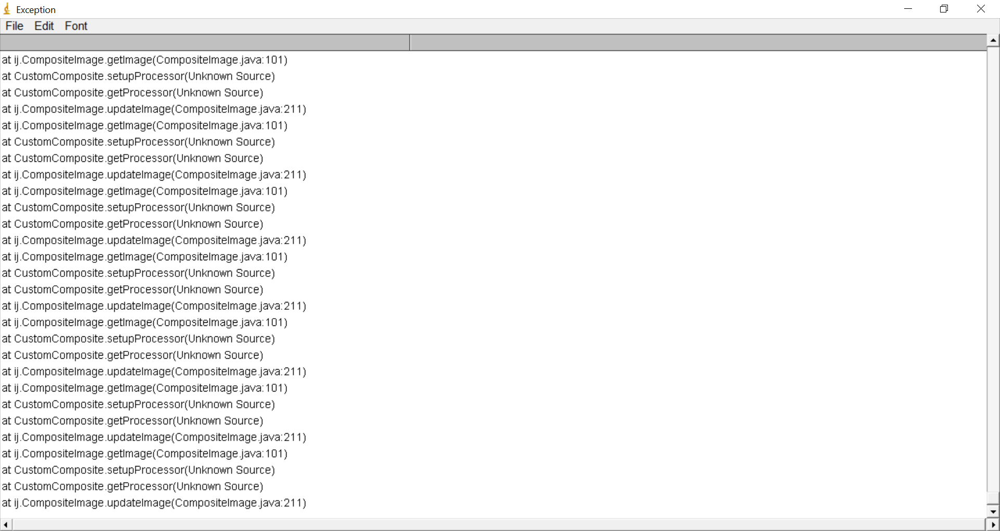 Exception
File Edit Font
at ij.CompositeImage.getImage(CompositeImage.java:101)
at CustomComposite.setupProcessor(Unknown Source)
at CustomComposite.getProcessor(Unknown Source)
at ij.CompositeImage.updateImage(CompositeImage.java:211)
at ij.CompositeImage.getImage(CompositeImage.java:101)
at CustomComposite.setupProcessor(Unknown Source)
at CustomComposite.getProcessor(Unknown Source)
at ij.CompositeImage.updateImage(CompositeImage.java:211)
at ij.CompositeImage.getImage(CompositeImage.java:101)
at CustomComposite.setupProcessor(Unknown Source)
at CustomComposite.getProcessor(Unknown Source)
at ij.CompositeImage.updateImage(CompositeImage.java:211)
at ij.CompositeImage.getImage(CompositeImage.java:101)
at CustomComposite.setupProcessor(Unknown Source)
at CustomComposite.getProcessor(Unknown Source)
at ij.CompositeImage.updateImage(CompositeImage.java:211)
at ij.CompositeImage.getImage(CompositeImage.java:101)
at CustomComposite.setupProcessor(Unknown Source)
at CustomComposite.getProcessor(Unknown Source)
at ij.CompositeImage.updateImage(CompositeImage.java:211)
at ij.CompositeImage.getImage(CompositeImage.java:101)
at CustomComposite.setupProcessor(Unknown Source)
at CustomComposite.getProcessor(Unknown Source)
at ij.CompositeImage.updateImage(CompositeImage.java:211)
at ij.CompositeImage.getImage(CompositeImage.java:101)
at CustomComposite.setupProcessor(Unknown Source)
at CustomComposite.getProcessor(Unknown Source)
at ij.CompositeImage.updateImage(CompositeImage.java:211)